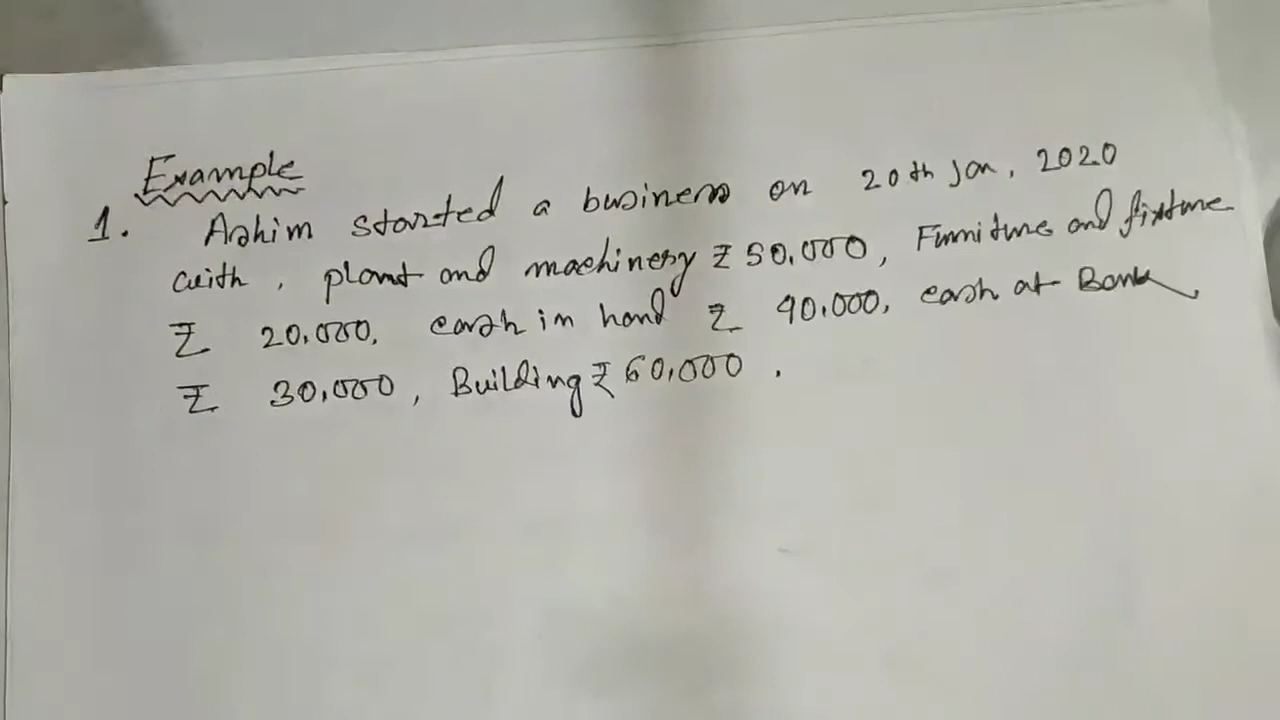 Example
1. Ashim started a business on 20th Jan, 2020
with, plant and machinery ₹ 50,000, Furniture and fixture
₹ 20,000, cash in hand ₹ 40,000, cash at Bank
₹ 30,000, Building ₹ 60,000.